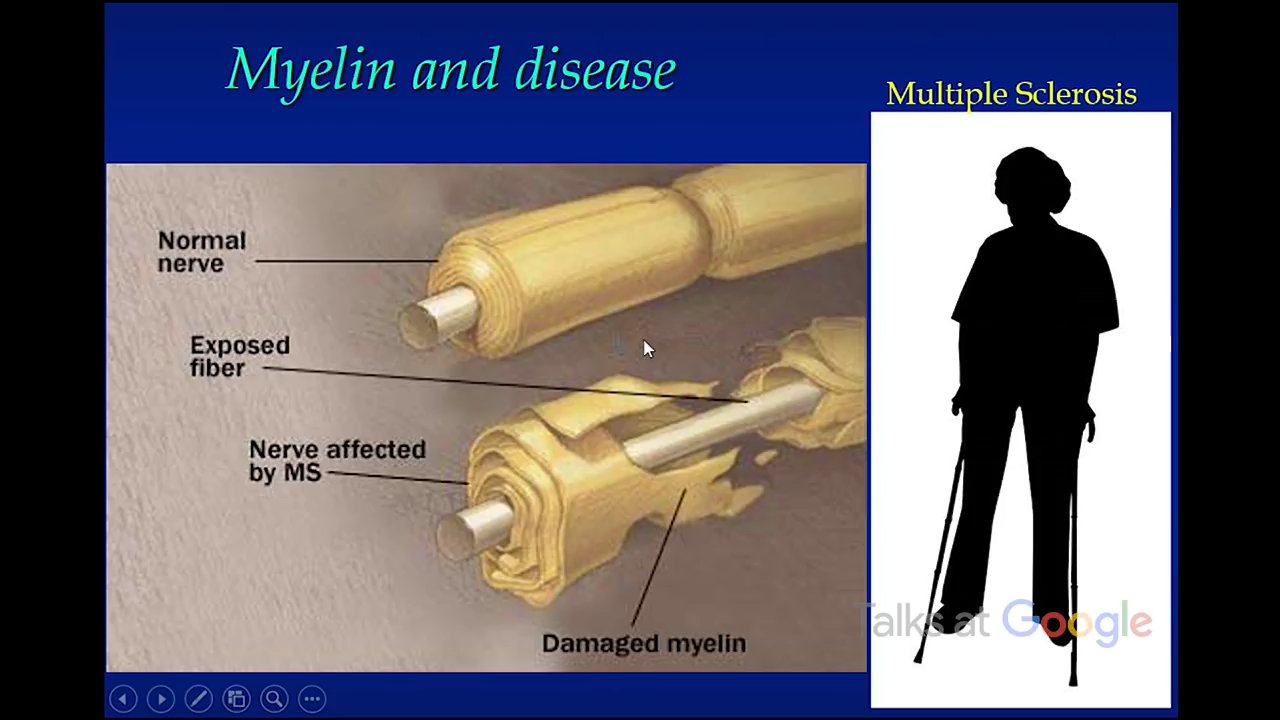 Myelin and disease
Multiple Sclerosis
Normal
nerve
Exposed
fiber
Nerve affected
by MS
Damaged myelin
Talks at Google